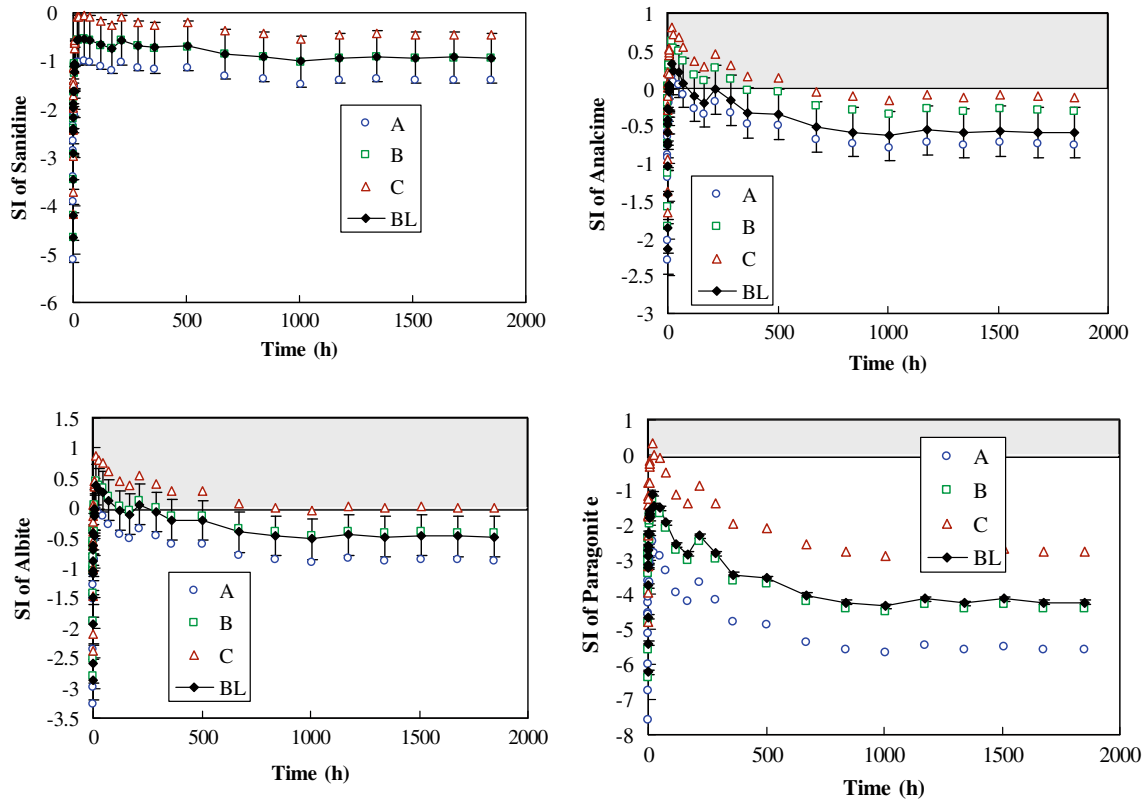 0
-1
-2
-3
-4
-5
-6
SI of Sanidine
A
B
C
BL
0
500
1000
1500
2000
Time (h)
1
0.5
0
-0.5
-1
-1.5
-2
-2.5
-3
SI of Analcime
A
B
C
BL
0
500
1000
1500
2000
Time (h)
1.5
1
0.5
0
-0.5
-1
-1.5
-2
-2.5
-3
-3.5
SI of Albite
A
B
C
BL
0
500
1000
1500
2000
Time (h)
1
0
-1
-2
-3
-4
-5
-6
-7
-8
SI of Paragonit e
A
B
C
BL
0
500
1000
1500
2000
Time (h)